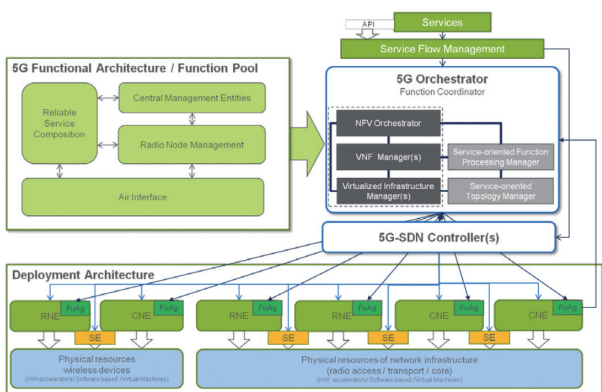 API
Services
Service Flow Management
5G Functional Architecture / Function Pool
Reliable
Service
Composition
Central Management Entities
Radio Node Management
Air Interface
5G Orchestrator
Function Coordinator
NFV Orchestrator
VNF Manager(s)
Virtualized Infrastructure
Manager(s)
Service-oriented Function
Processing Manager
Service-oriented
Topology Manager
5G-SDN Controller(s)
Deployment Architecture
RNE
FuAg
CNE
FuAg
RNE
FuAg
RNE
FuAg
CNE
FuAg
CNE
FuAg
SE
SE
SE
SE
Physical resources
wireless devices
(HW accelerators/ Software based /Virtual Machines)
Physical resources of network infrastructure
(radio access / transport / core)
(HW accelerators/ Software based /Virtual Machines)